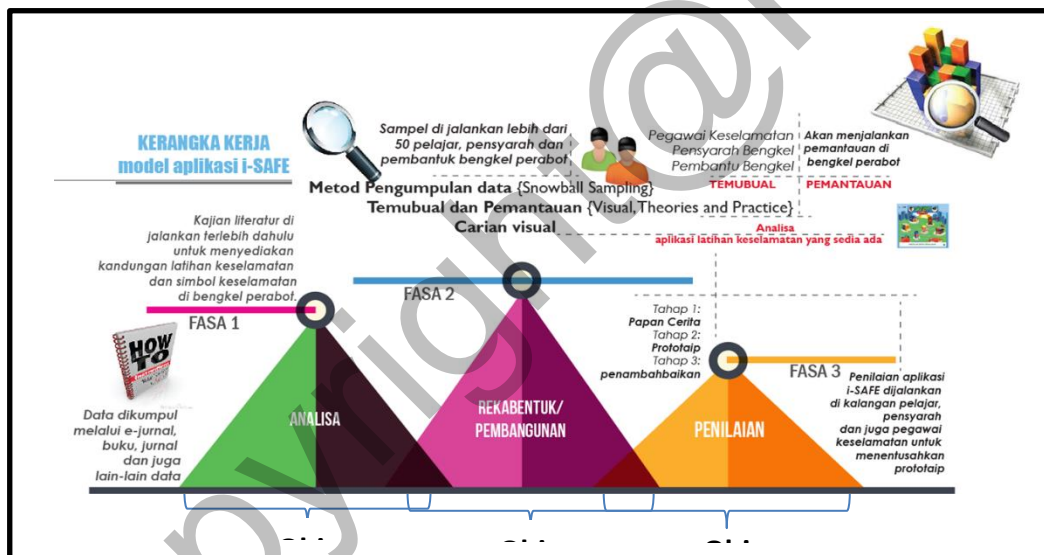 KERANGKA KERJA
model aplikasi i-SAFE
Sampel di jalankan lebih dari
50 pelajar, pensyarah dan
pembantuk bengkel perabot
Pegawai Keselamatan
Pensyarah Bengkel
Pembantu Bengkel
TEMUBUAL
Akan menjalankan
pemantauan di
bengkel perabot
PEMANTAUAN
Metod Pengumpulan data {Snowball Sampling}
Temubual dan Pemantauan {Visual,Theories and Practice}
Carian visual
Analisa
aplikasi latihan keselamatan yang sedia ada
Kajian literatur di
jalankan terlebih dahulu
untuk menyediakan
kandungan latihan keselamatan
dan simbol keselamatan
di bengkel perabot.
FASA 1
FASA 2
HOW
TO
Data dikumpul
melalui e-jurnal,
buku, jurnal
dan juga
lain-lain data
ANALISA
REKABENTUK/
PEMBANGUNAN
Tahap 1:
Papan Cerita
Tahap 2:
Prototaip
Tahap 3:
penambahbaikan
PENILAIAN
FASA 3
Penilaian aplikasi
i-SAFE dijalankan
di kalangan pelajar,
pensyarah
dan juga pegawai
keselamatan untuk
menentusahkan
prototaip